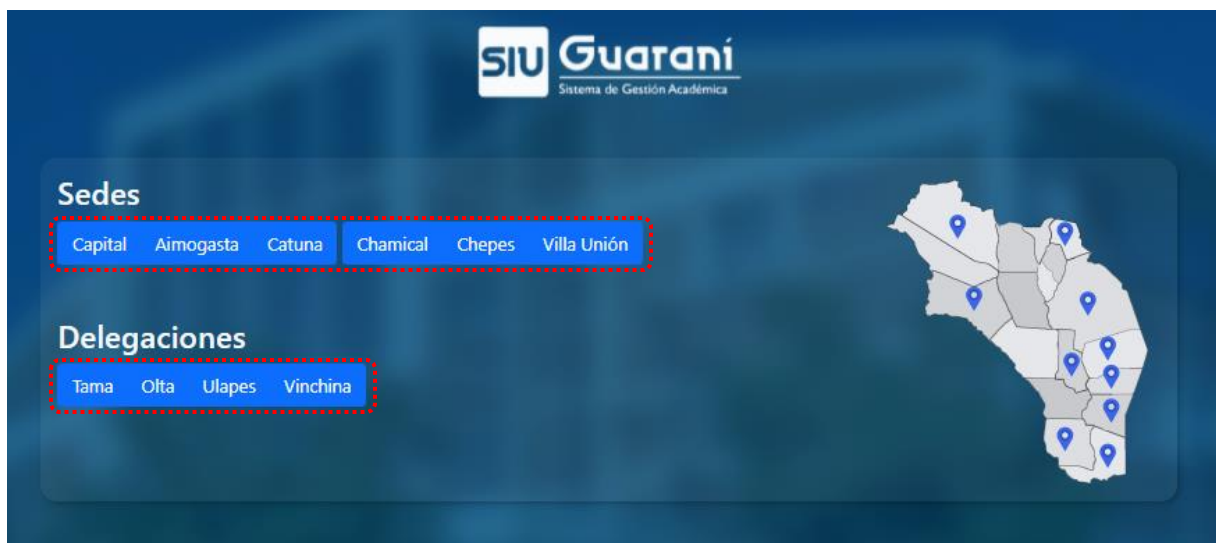 SIU Guaraní
Sistema de Gestión Académica
Sedes
Capital Aimogasta Catuna Chamical Chepes Villa Unión
Delegaciones
Tama Olta Ulapes Vinchina